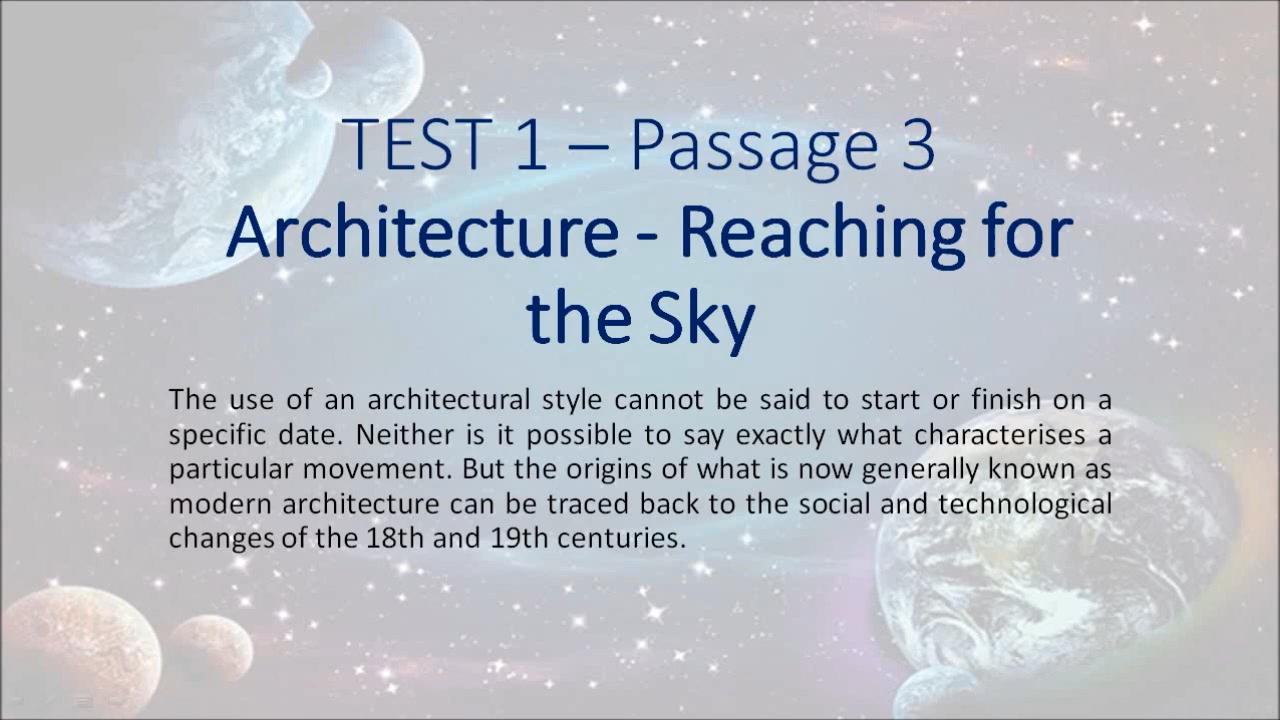 TEST 1 – Passage 3
Architecture - Reaching for
the Sky
The use of an architectural style cannot be said to start or finish on a
specific date. Neither is it possible to say exactly what characterises a
particular movement. But the origins of what is now generally known as
modern architecture can be traced back to the social and technological
changes of the 18th and 19th centuries.